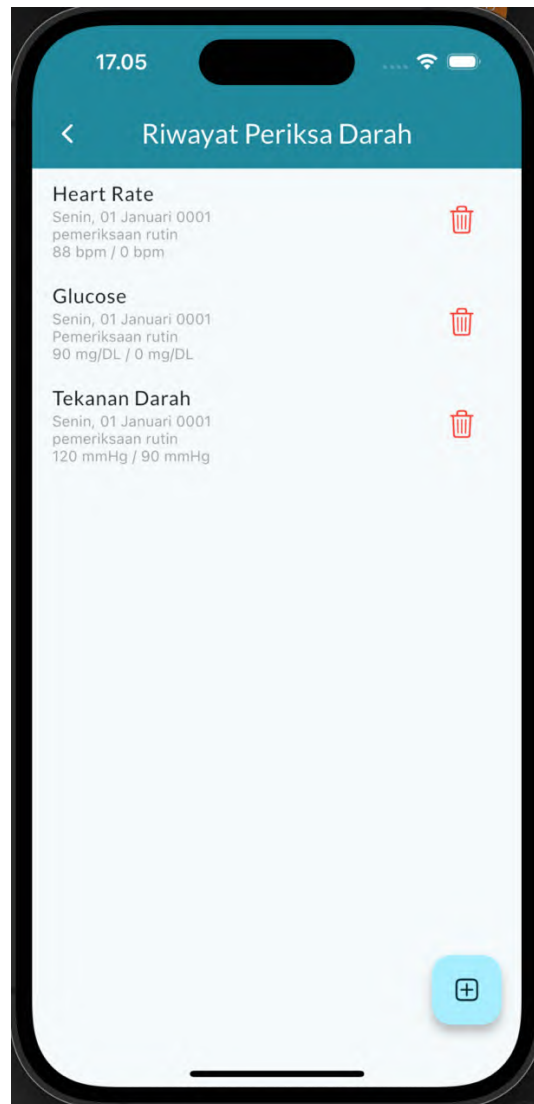 17.05
Riwayat Periksa Darah
Heart Rate
Senin, 01 Januari 0001
pemeriksaan rutin
88 bpm / 0 bpm
Glucose
Senin, 01 Januari 0001
Pemeriksaan rutin
90 mg/DL / 0 mg/DL
Tekanan Darah
Senin, 01 Januari 0001
pemeriksaan rutin
120 mmHg / 90 mmHg